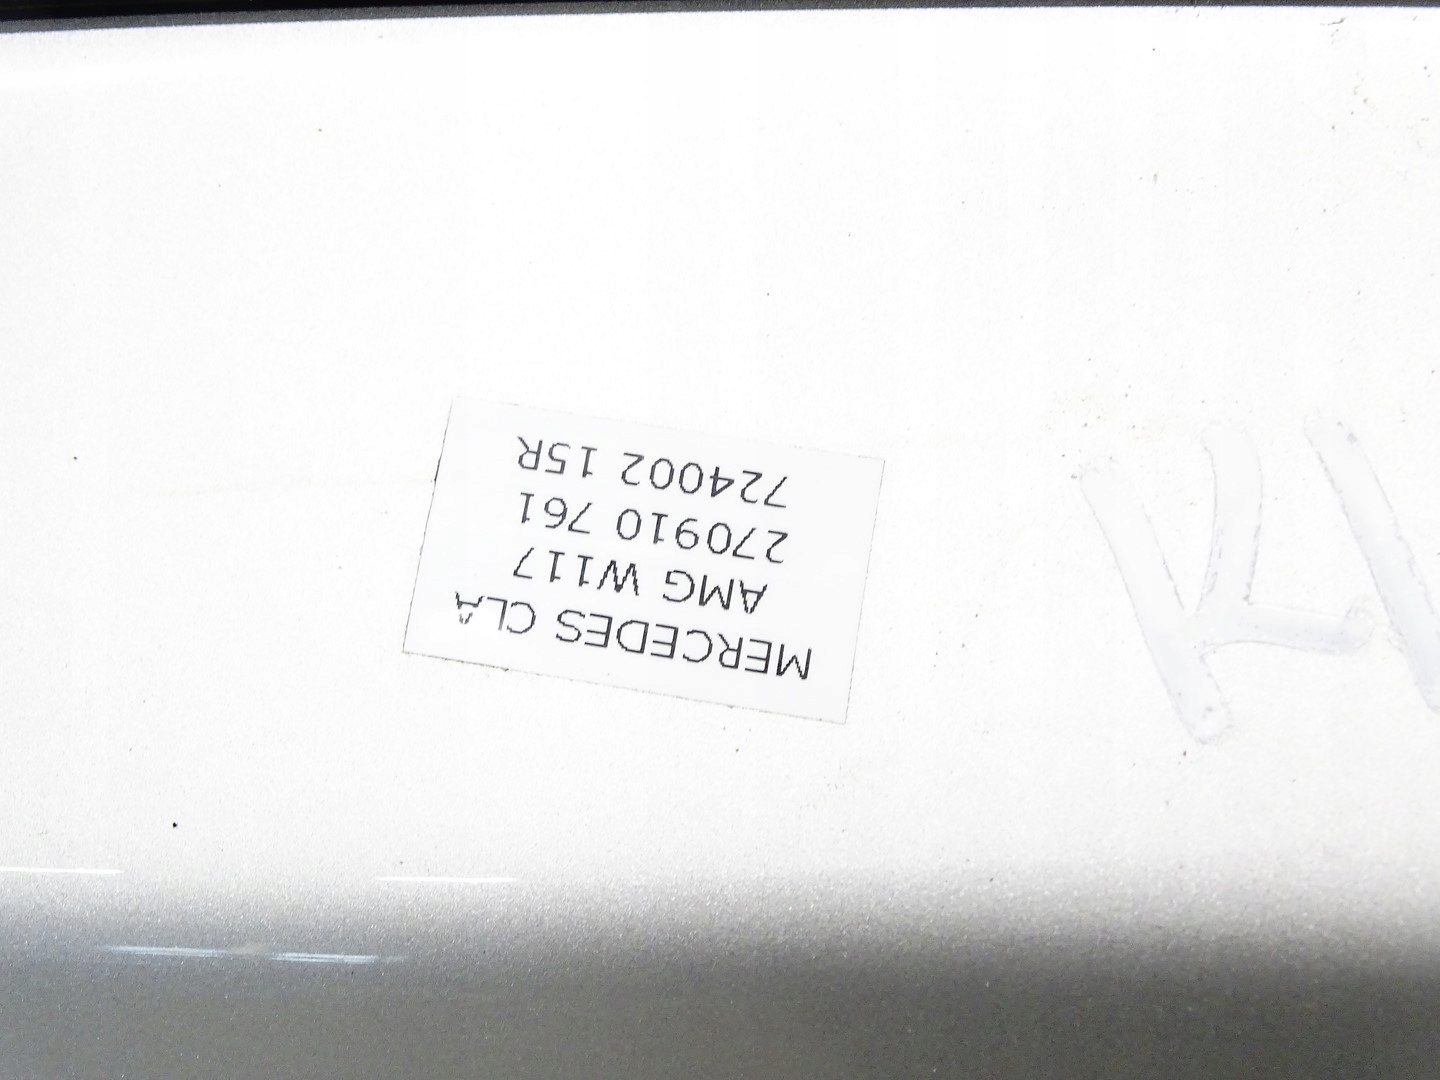 MERCEDES CLA
AMG W117
270910 761
724002 15R